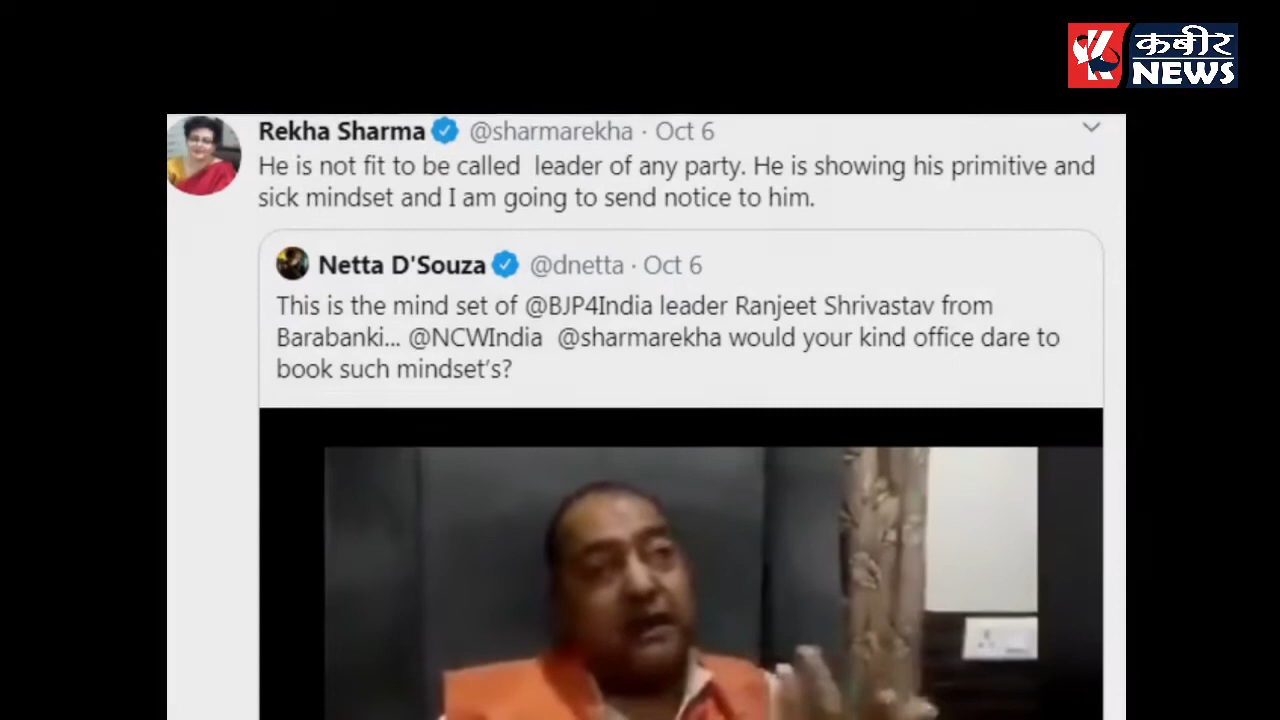 कबीर
NEWS
Rekha Sharma @sharmarekha · Oct 6
He is not fit to be called leader of any party. He is showing his primitive and
sick mindset and I am going to send notice to him.
Netta D'Souza @dnetta · Oct 6
This is the mind set of @BJP4India leader Ranjeet Shrivastav from
Barabanki... @NCWIndia @sharmarekha would your kind office dare to
book such mindset's?